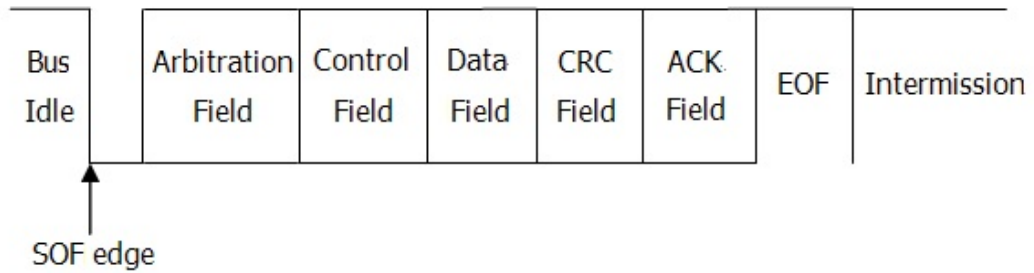 Bus Idle
Arbitration Field
Control Field
Data Field
CRC Field
ACK Field
EOF
Intermission
SOF edge